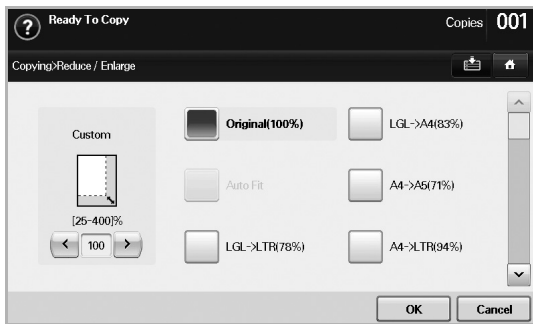 Ready To Copy
Copies 001
Copying>Reduce / Enlarge
Custom
[25-400]%
100
Original(100%)
LGL->A4(83%)
Auto Fit
A4->A5(71%)
LGL->LTR(78%)
A4->LTR(94%)
OK
Cancel